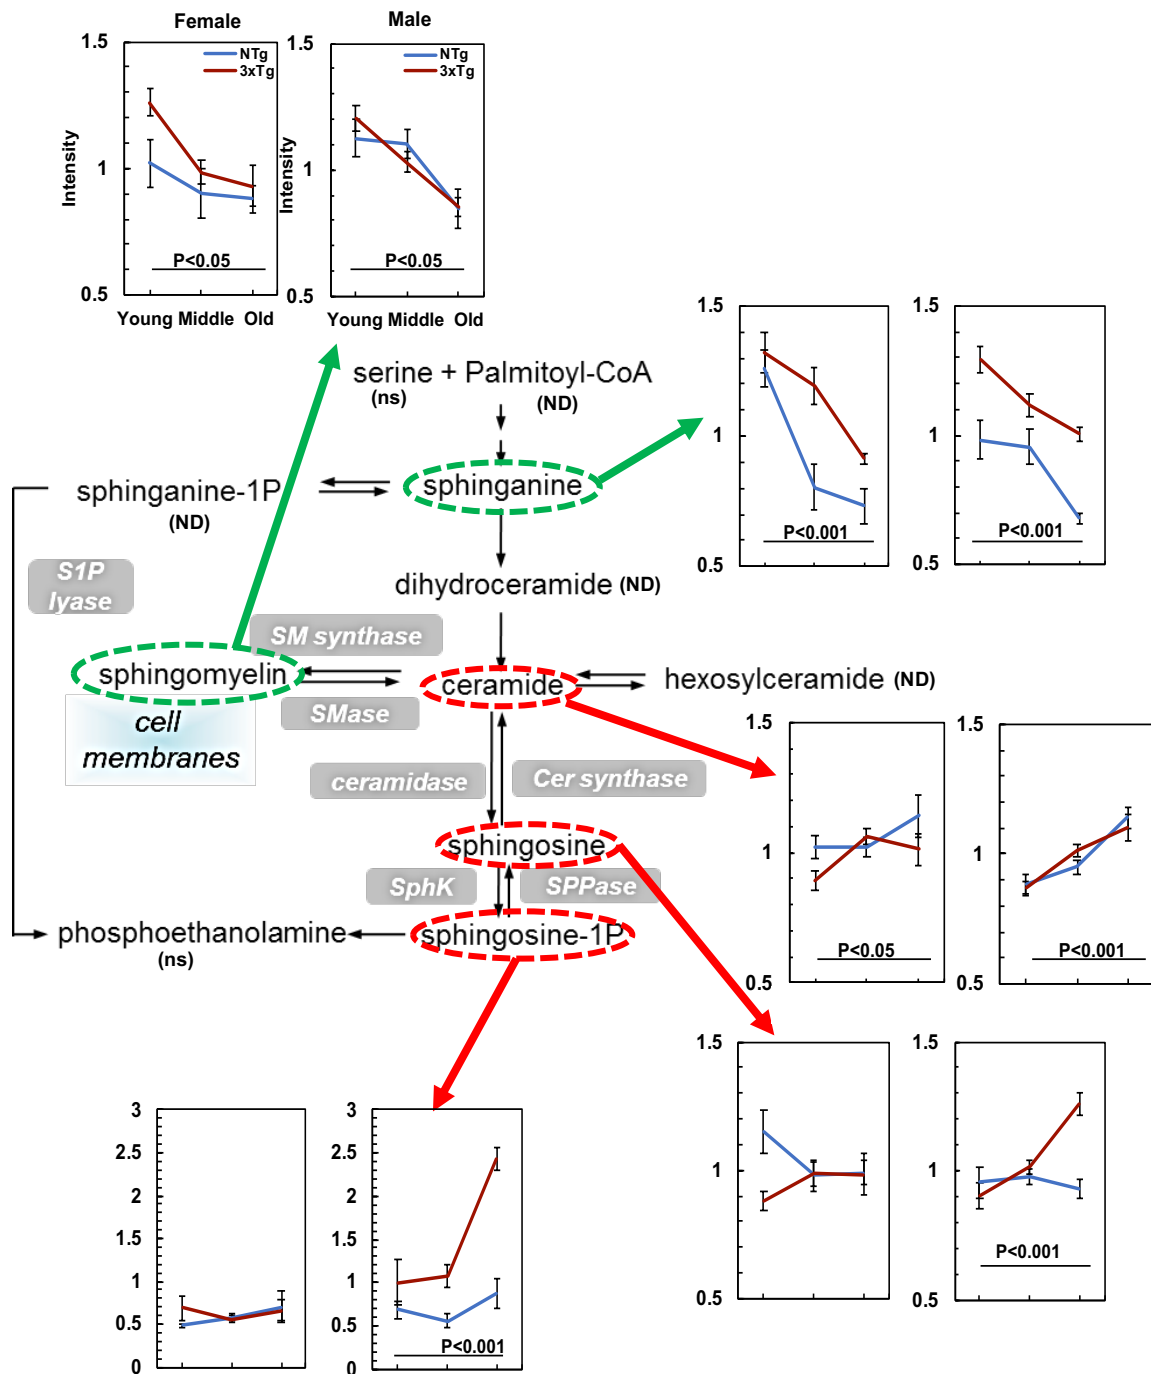 Female
Male
1.5
NTg
3xTg
1
0.5
Intensity
P<0.05
Young Middle Old
1.5
NTg
3xTg
1
0.5
Intensity
P<0.05
Young Middle Old
serine + Palmitoyl-CoA
(ns)
(ND)
1.5
1
0.5
P<0.001
1.5
1
0.5
P<0.001
sphinganine-1P
(ND)
sphinganine
S1P
lyase
dihydroceramide (ND)
SM synthase
sphingomyelin
ceramide
hexosylceramide (ND)
SMase
cell
membranes
ceramidase
Cer synthase
1.5
1
0.5
P<0.05
1.5
1
0.5
P<0.001
sphingosine
SphK
SPPase
phosphoethanolamine
(ns)
sphingosine-1P
1.5
1
0.5
1.5
1
0.5
P<0.001
3
2.5
2
1.5
1
0.5
0
3
2.5
2
1.5
1
0.5
0
P<0.001